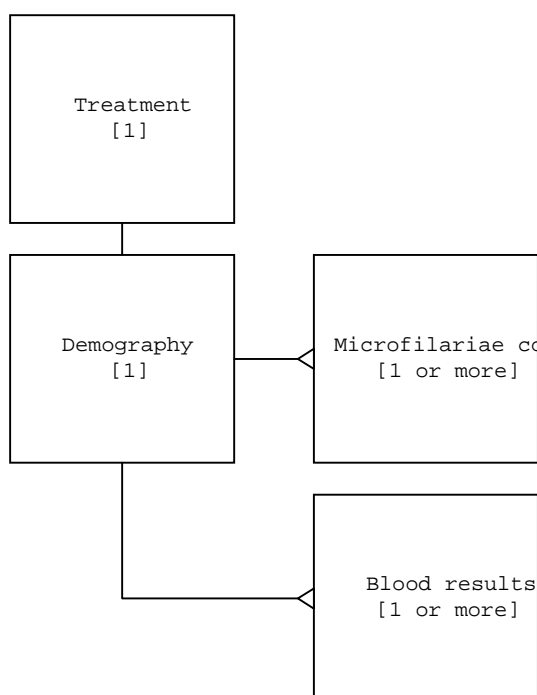 Treatment
[1]
Demography
[1]
Microfilariae co
[1 or more]
Blood results
[1 or more]